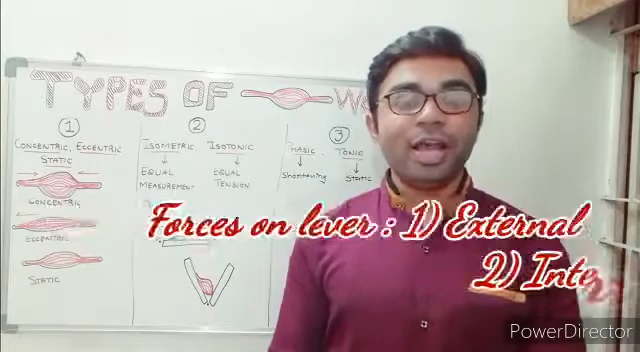 TYPES OF
①
CONCENTRIC, ECCENTRIC
STATIC
CONCENTRIC
ECCENTRIC
STATIC
②
ISOMETRIC ISOTONIC
EQUAL MEASUREMENT
EQUAL TENSION
③
PHASIC TONIC
Shortening STATIC
Forces on lever : 1) External
2) Inte
PowerDirector